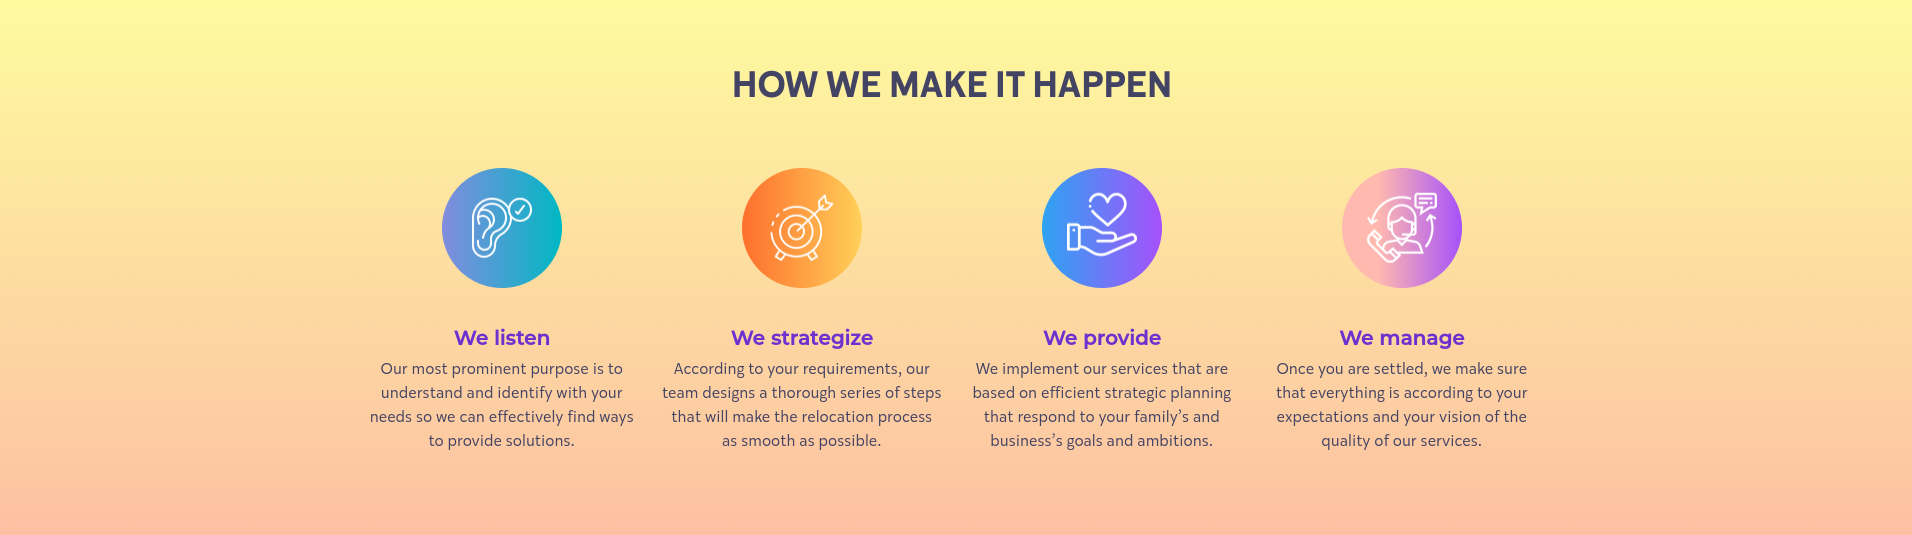 HOW WE MAKE IT HAPPEN
We listen
Our most prominent purpose is to
understand and identify with your
needs so we can effectively find ways
to provide solutions.
We strategize
According to your requirements, our
team designs a thorough series of steps
that will make the relocation process
as smooth as possible.
We provide
We implement our services that are
based on efficient strategic planning
that respond to your family’s and
business’s goals and ambitions.
We manage
Once you are settled, we make sure
that everything is according to your
expectations and your vision of the
quality of our services.